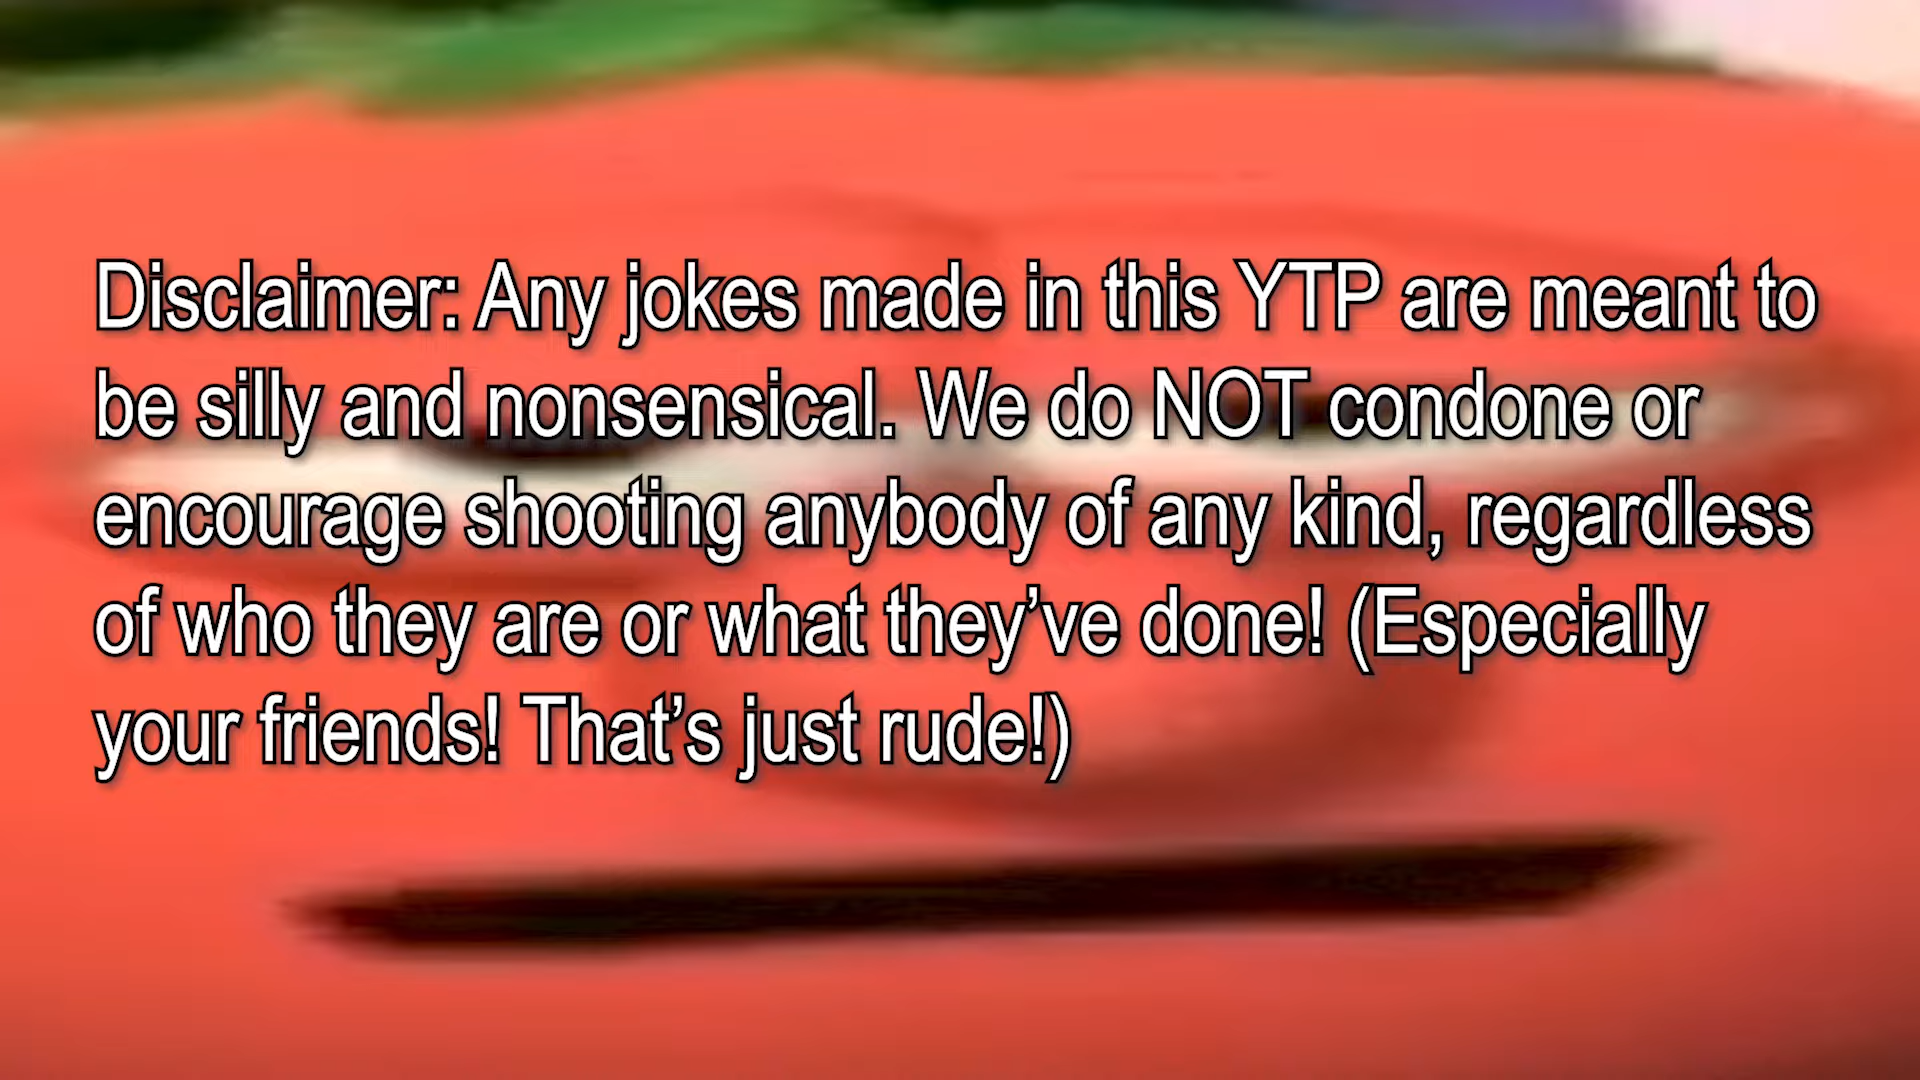 Disclaimer: Any jokes made in this YTP are meant to
be silly and nonsensical. We do NOT condone or
encourage shooting anybody of any kind, regardless
of who they are or what they’ve done! (Especially
your friends! That’s just rude!)